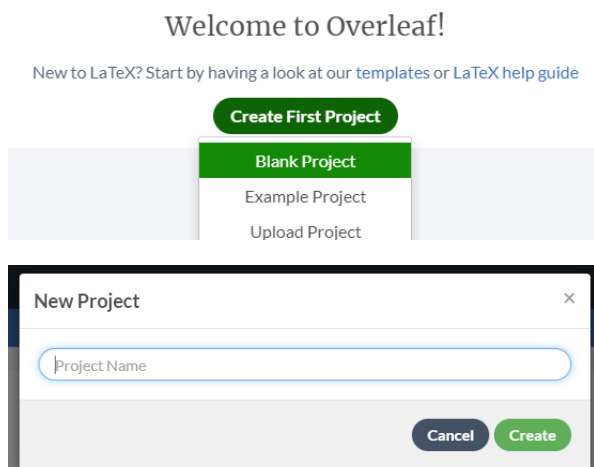 Welcome to Overleaf!
New to LaTeX? Start by having a look at our templates or LaTeX help guide
Create First Project
Blank Project
Example Project
Upload Project
New Project
×
Project Name
Cancel
Create